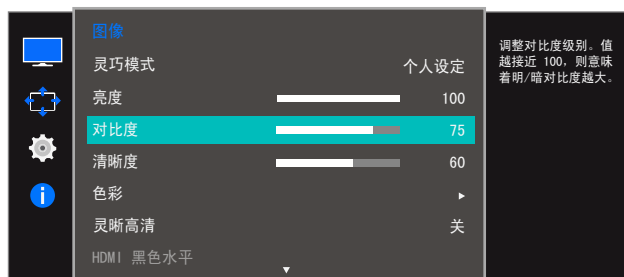 图像
灵巧模式 个人设定
亮度 100
对比度 75
清晰度 60
色彩
灵晰高清 关
HDMI 黑色水平
调整对比度级别。值
越接近 100, 则意味
着明/暗对比度越大。